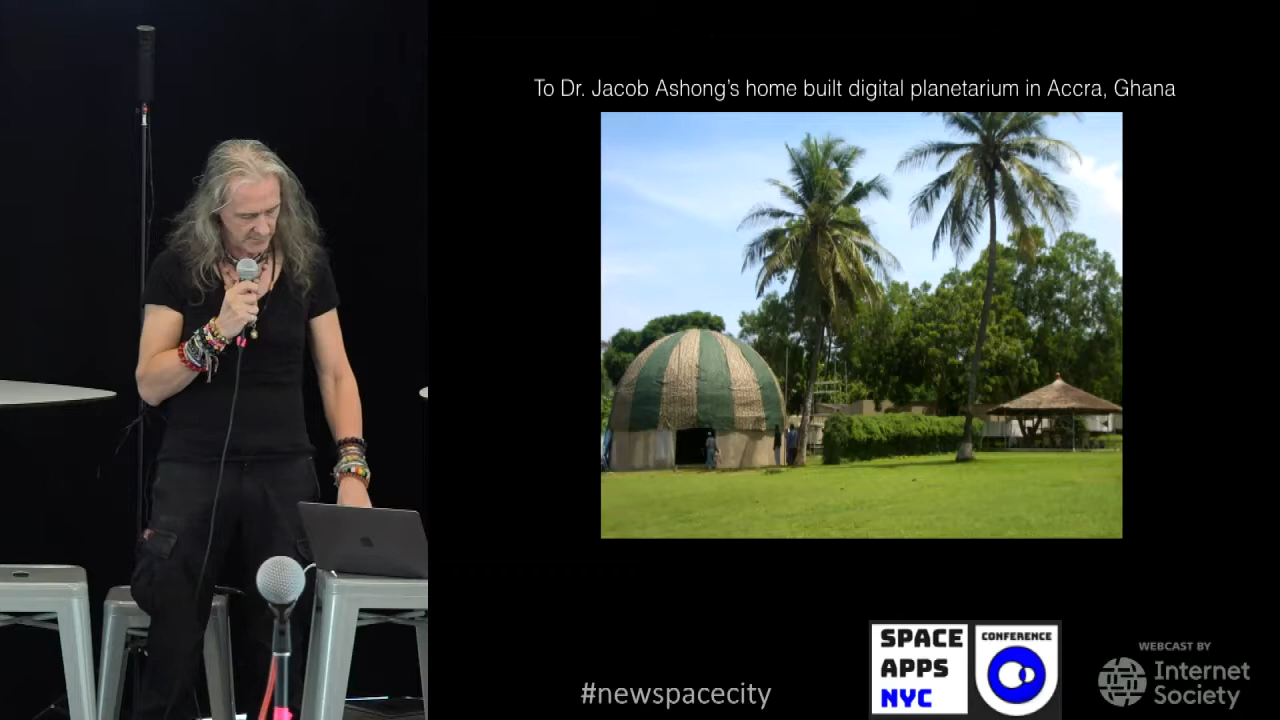 To Dr. Jacob Ashong's home built digital planetarium in Accra, Ghana
#newspacecity
SPACE
APPS
NYC
CONFERENCE
WEBCAST BY
Internet
Society